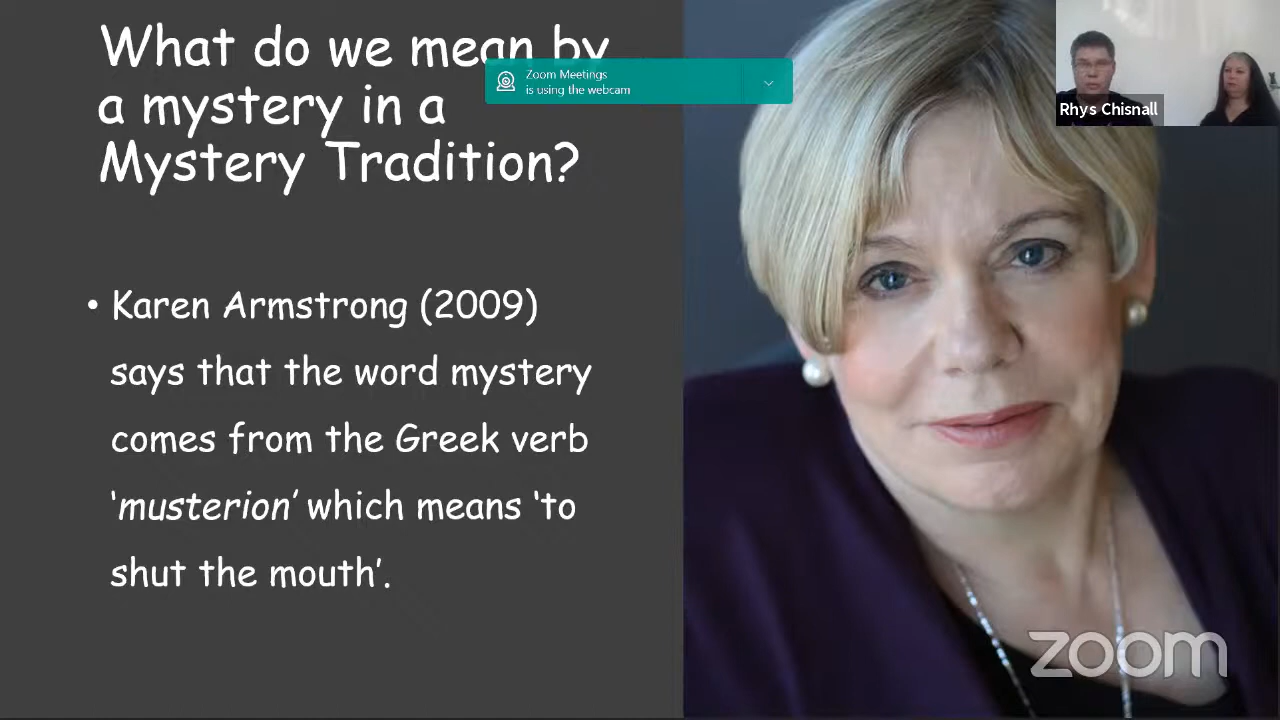 What do we mean by
a mystery in a
Mystery Tradition?
Zoom Meetings
is using the webcam
Rhys Chisnall
• Karen Armstrong (2009)
says that the word mystery
comes from the Greek verb
‘musterion’ which means ‘to
shut the mouth’.
zoom